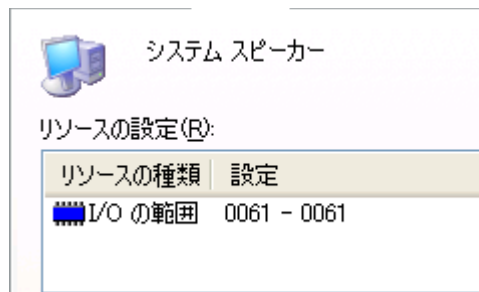 システム スピーカー
リソースの設定(R):
リソースの種類 設定
I/O の範囲 0061 - 0061